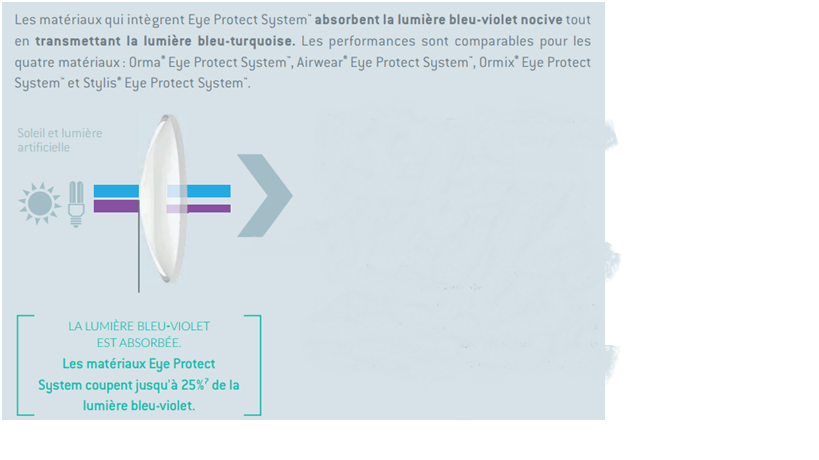 Les matériaux qui intègrent Eye Protect System™ absorbent la lumière bleu-violet nocive tout
en transmettant la lumière bleu-turquoise. Les performances sont comparables pour les
quatre matériaux : Orma® Eye Protect System™, Airwear® Eye Protect System™, Ormix® Eye Protect
System™ et Stylis® Eye Protect System™.
Soleil et lumière
artificielle
LA LUMIÈRE BLEU-VIOLET
EST ABSORBÉE.
Les matériaux Eye Protect
System coupent jusqu'à 25%⁷ de la
lumière bleu-violet.